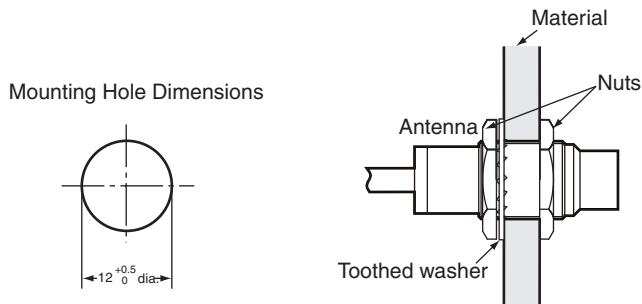 Material
Nuts
Mounting Hole Dimensions
Antenna
Toothed washer
12 +0.5 0 dia.